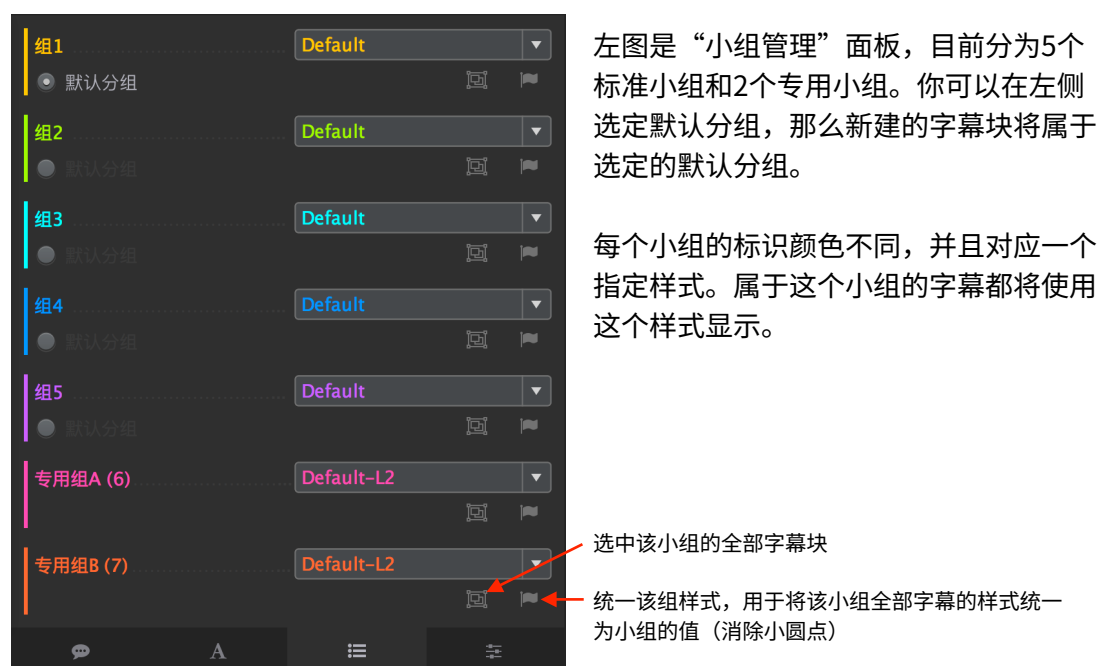 组1
Default
默认分组
组2
Default
默认分组
组3
Default
默认分组
组4
Default
默认分组
组5
Default
默认分组
专用组A (6)
Default-L2
专用组B (7)
Default-L2
A
左图是“小组管理”面板，目前分为5个
标准小组和2个专用小组。你可以在左侧
选定默认分组，那么新建的字幕块将属于
选定的默认分组。
每个小组的标识颜色不同，并且对应一个
指定样式。属于这个小组的字幕都将使用
这个样式显示。
选中该小组的全部字幕块
统一该组样式，用于将该小组全部字幕的样式统一
为小组的值（消除小圆点）